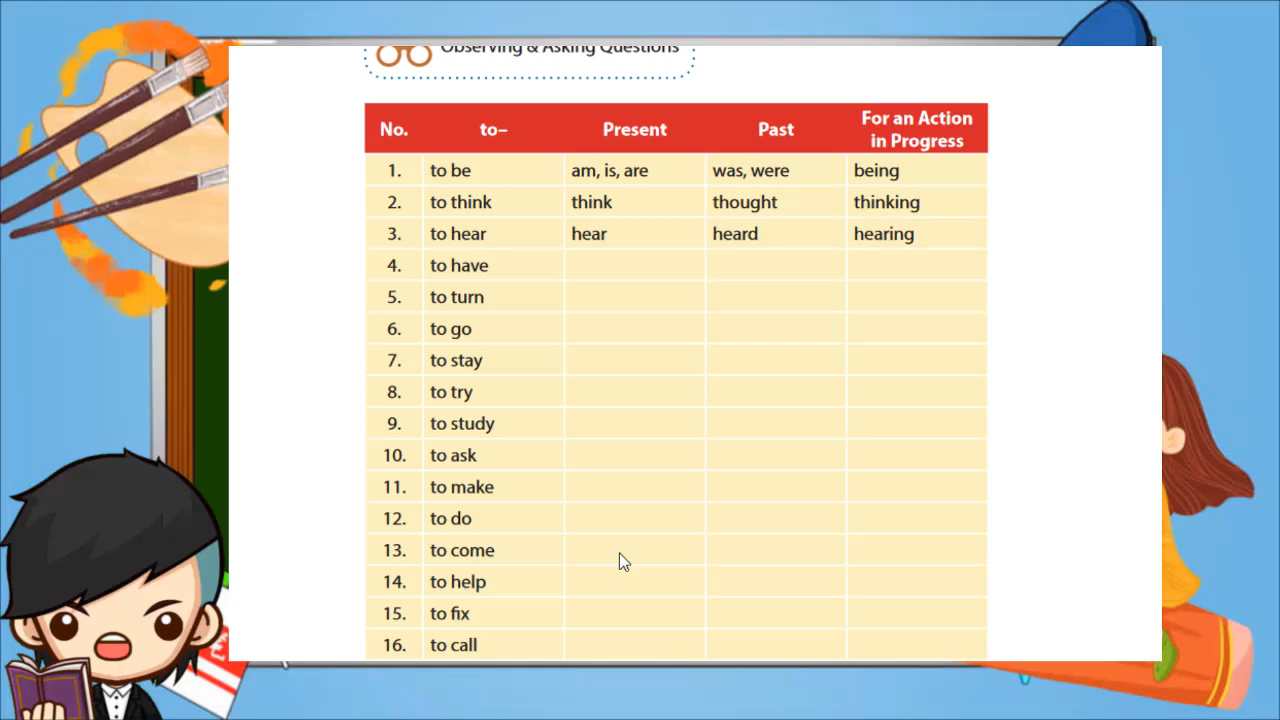 Observing & Asking Questions
No. to– Present Past For an Action in Progress
1. to be am, is, are was, were being
2. to think think thought thinking
3. to hear hear heard hearing
4. to have
5. to turn
6. to go
7. to stay
8. to try
9. to study
10. to ask
11. to make
12. to do
13. to come
14. to help
15. to fix
16. to call